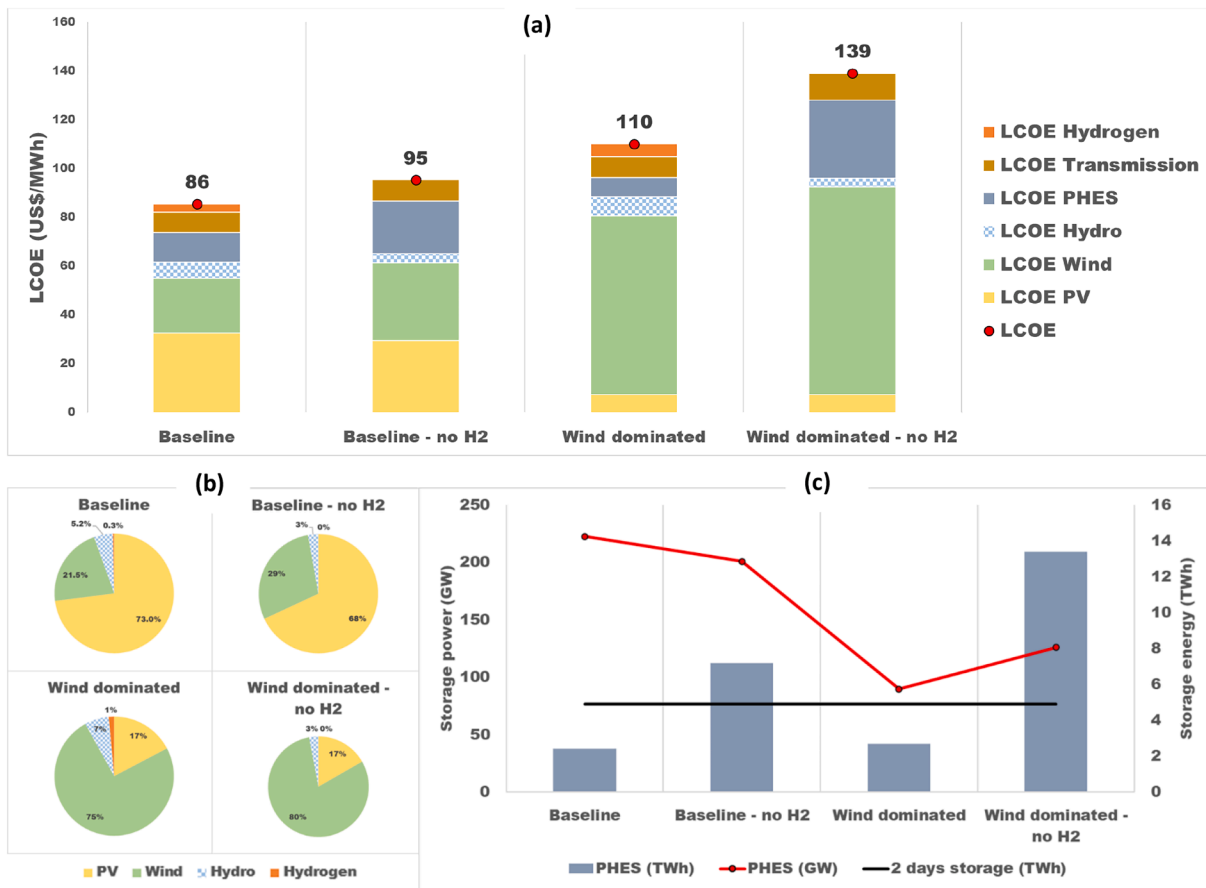 (a)
160
140
120
100
80
60
40
20
0
LCOE (US$/MWh)
86
95
110
139
Baseline
Baseline - no H2
Wind dominated
Wind dominated - no H2
LCOE Hydrogen
LCOE Transmission
LCOE PHES
LCOE Hydro
LCOE Wind
LCOE PV
LCOE
(b)
Baseline
5.2%
0.3%
21.5%
73.0%
Baseline - no H2
3%
0%
29%
68%
Wind dominated
1%
7%
17%
75%
Wind dominated -
no H2
3%
0%
17%
80%
PV
Wind
Hydro
Hydrogen
(c)
250
200
150
100
50
0
Storage power (GW)
16
14
12
10
8
6
4
2
0
Storage energy (TWh)
Baseline
Baseline - no H2
Wind dominated
Wind dominated -
no H2
PHES (TWh)
PHES (GW)
2 days storage (TWh)